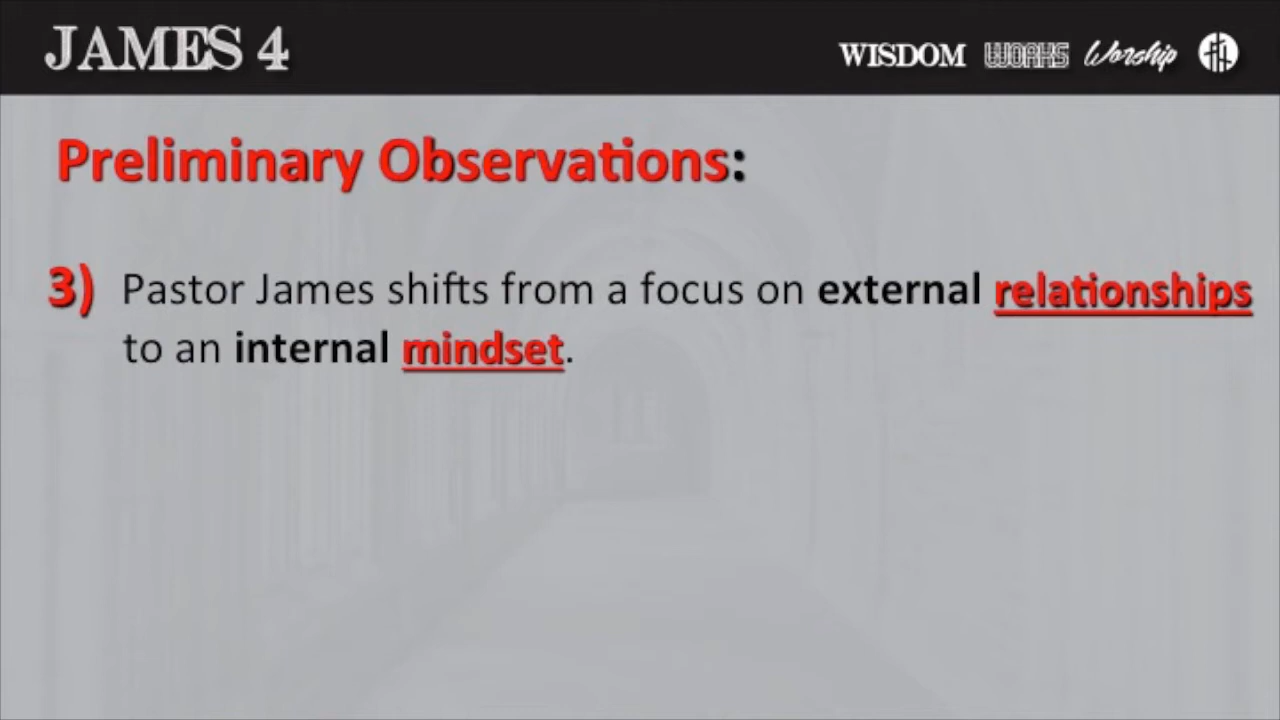 JAMES 4
WISDOM WORKS Worship
Preliminary Observations:
3) Pastor James shifts from a focus on external relationships
to an internal mindset.